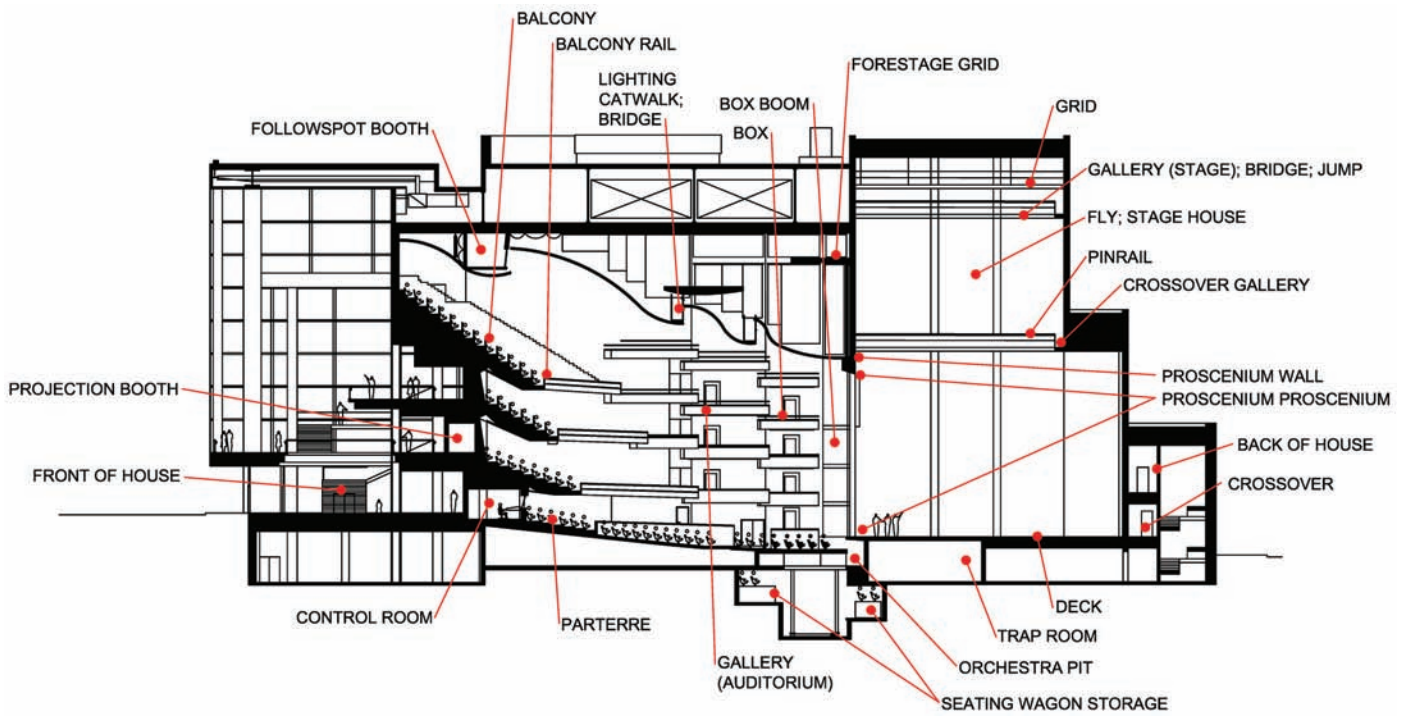 BALCONY
BALCONY RAIL
FORESTAGE GRID
LIGHTING
CATWALK;
BRIDGE
BOX BOOM
GRID
FOLLOWSPOT BOOTH
BOX
GALLERY (STAGE); BRIDGE; JUMP
FLY; STAGE HOUSE
PINRAIL
CROSSOVER GALLERY
PROJECTION BOOTH
PROSCENIUM WALL
PROSCENIUM PROSCENIUM
BACK OF HOUSE
FRONT OF HOUSE
CROSSOVER
CONTROL ROOM
PARTERRE
DECK
TRAP ROOM
GALLERY
(AUDITORIUM)
ORCHESTRA PIT
SEATING WAGON STORAGE